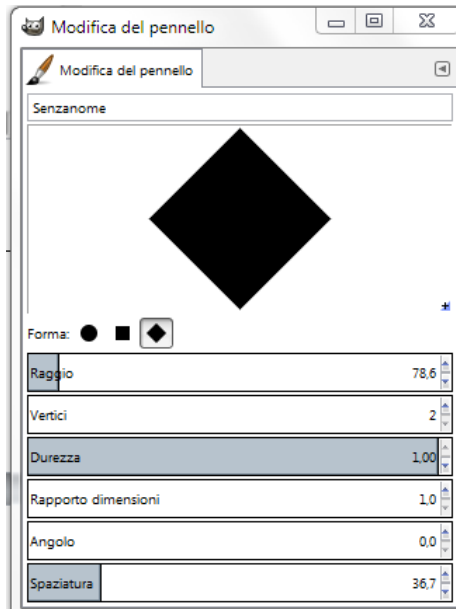 Modifica del pennello
Modifica del pennello
Senzanome
Forma:
Raggio 78,6
Vertici 2
Durezza 1,00
Rapporto dimensioni 1,0
Angolo 0,0
Spaziatura 36,7